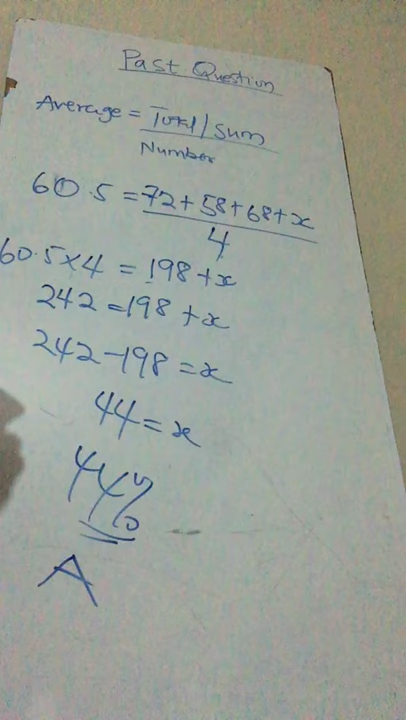 Past Question
Average = Total/Sum
Number
60.5 = 72+58+68+x
4
60.5×4 = 198+x
242 = 198+x
242-198 = x
44 = x
44%
A